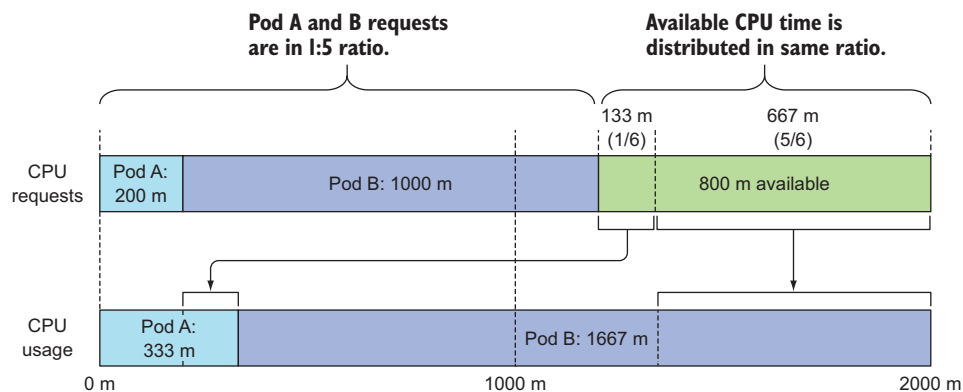 Pod A and B requests
are in 1:5 ratio.
Available CPU time is
distributed in same ratio.
133 m
(1/6)
667 m
(5/6)
CPU
requests
Pod A:
200 m
Pod B: 1000 m
800 m available
CPU
usage
Pod A:
333 m
Pod B: 1667 m
0 m
1000 m
2000 m